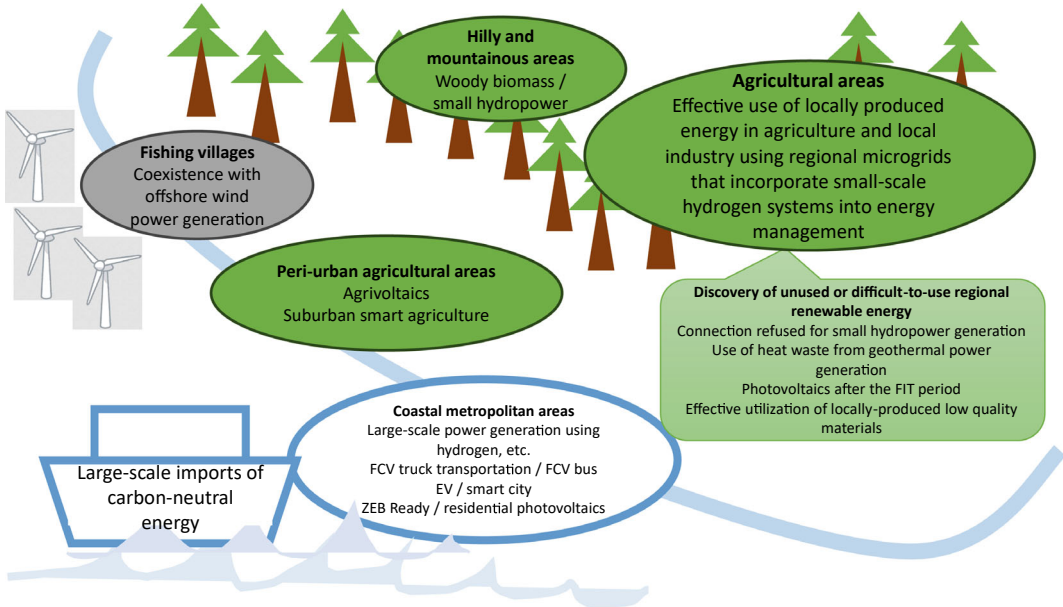 Hilly and
mountainous areas
Woody biomass /
small hydropower
Agricultural areas
Effective use of locally produced
energy in agriculture and local
industry using regional microgrids
that incorporate small-scale
hydrogen systems into energy
management
Fishing villages
Coexistence with
offshore wind
power generation
Peri-urban agricultural areas
Agrivoltaics
Suburban smart agriculture
Discovery of unused or difficult-to-use regional
renewable energy
Connection refused for small hydropower generation
Use of heat waste from geothermal power
generation
Photovoltaics after the FIT period
Effective utilization of locally-produced low quality
materials
Coastal metropolitan areas
Large-scale power generation using
hydrogen, etc.
FCV truck transportation / FCV bus
EV / smart city
ZEB Ready / residential photovoltaics
Large-scale imports of
carbon-neutral
energy